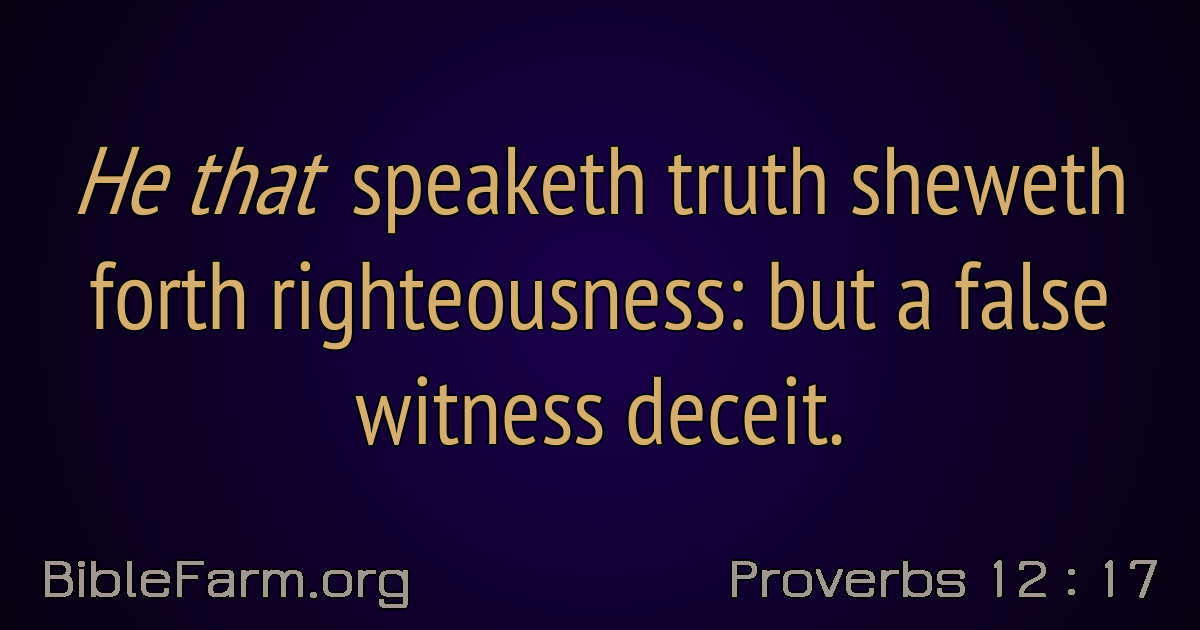 He that speaketh truth sheweth
forth righteousness: but a false
witness deceit.
BibleFarm.org
Proverbs 12 : 17